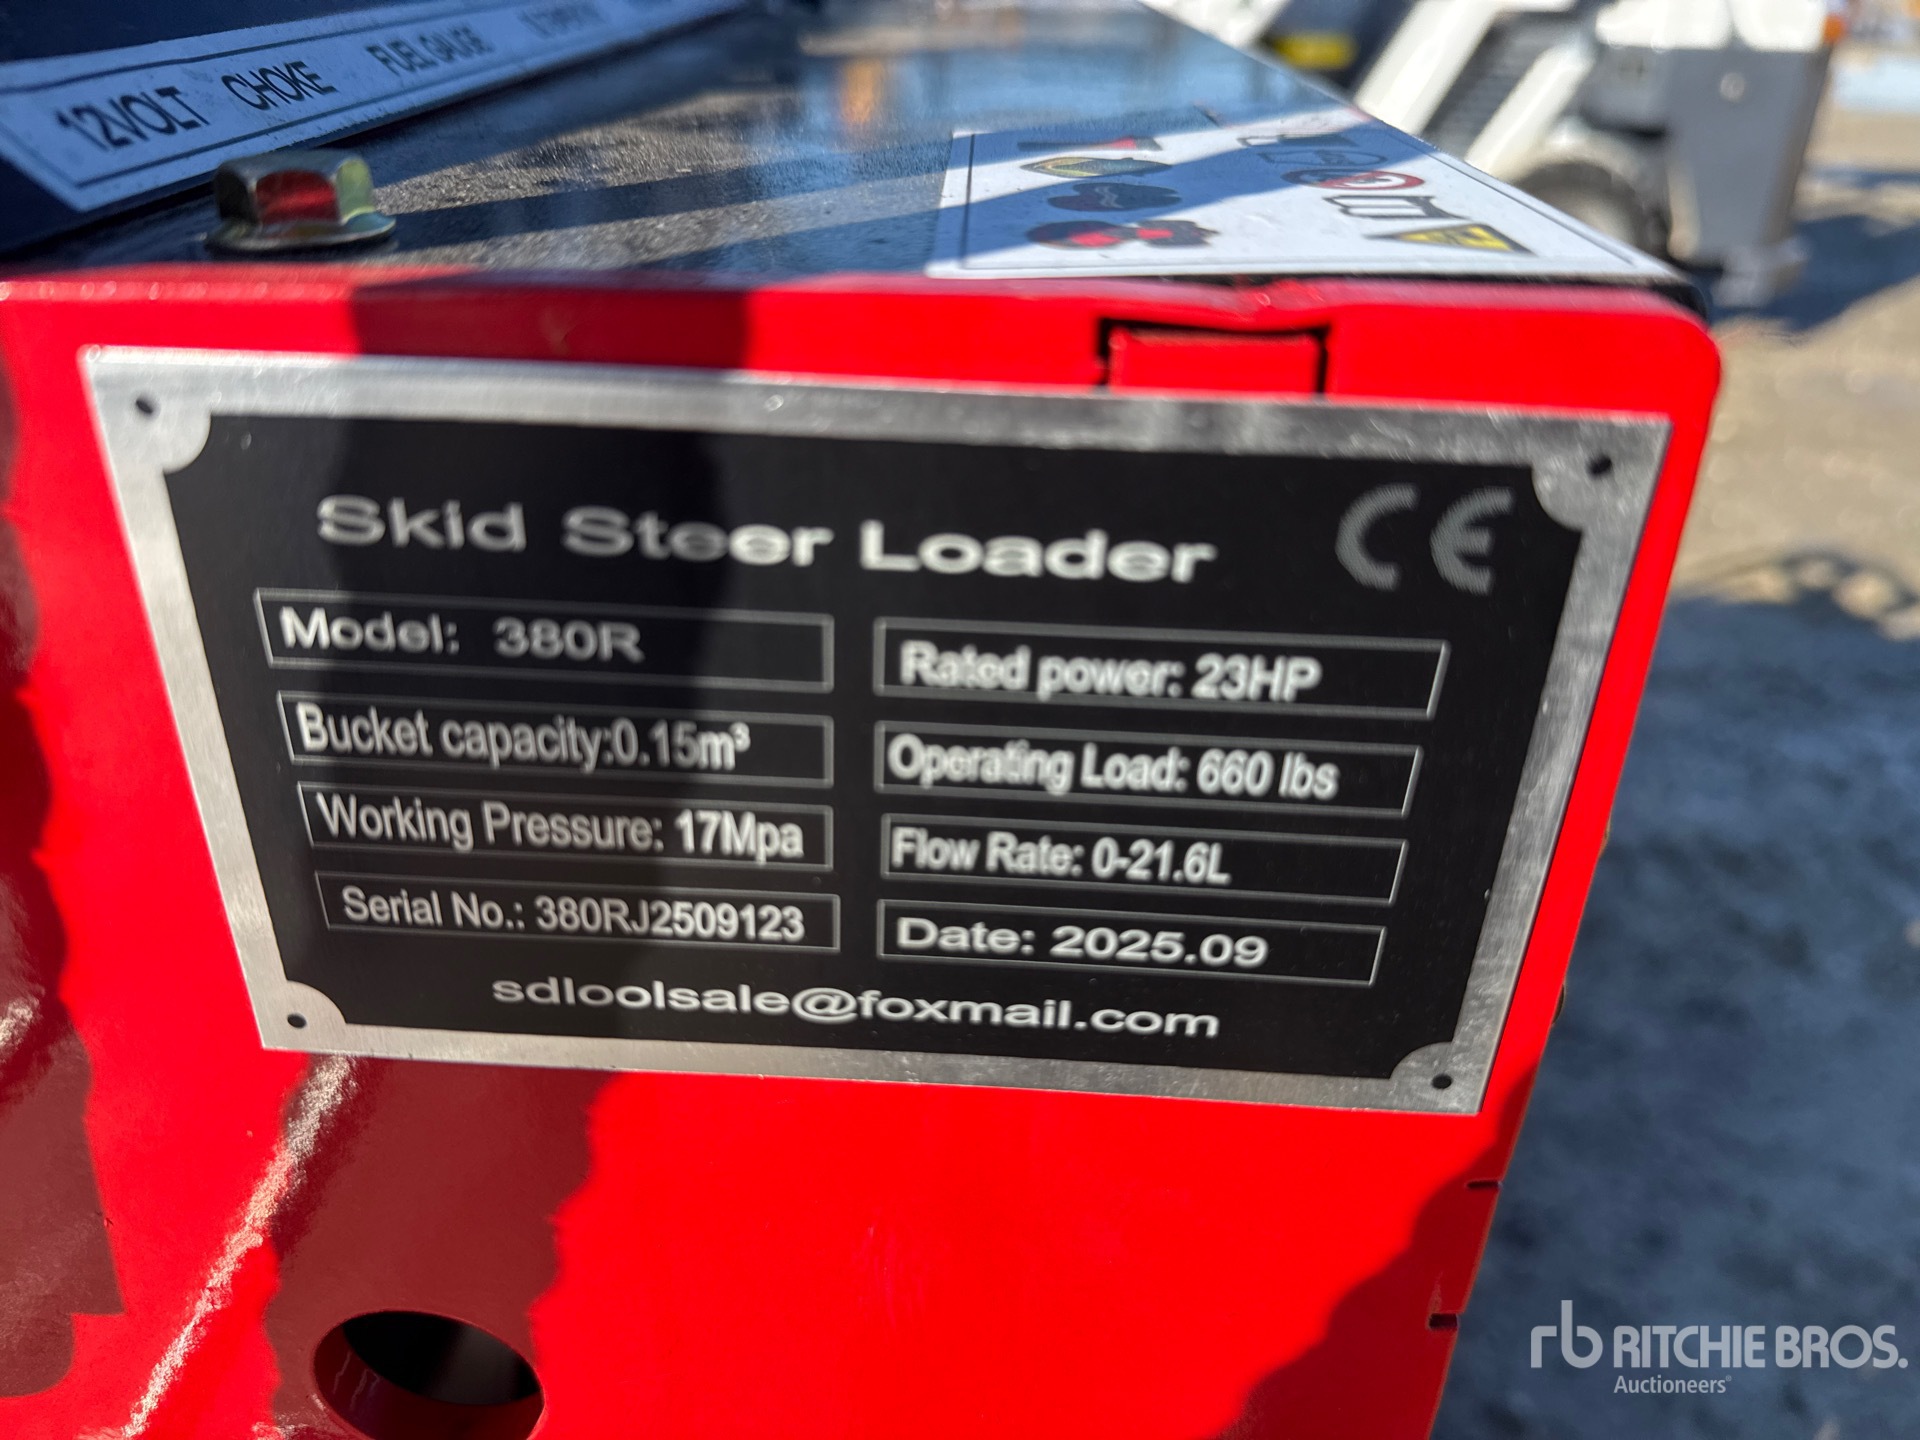 12VOLT CHOKE FUEL GAUGE
Skid Steer Loader CE
Model: 380R
Rated power: 23HP
Bucket capacity:0.15m³
Operating Load: 660 lbs
Working Pressure: 17Mpa
Flow Rate: 0-21.6L
Serial No.: 380RJ2509123
Date: 2025.09
sdloolsale@foxmail.com
rb RITCHIE BROS.
Auctioneers